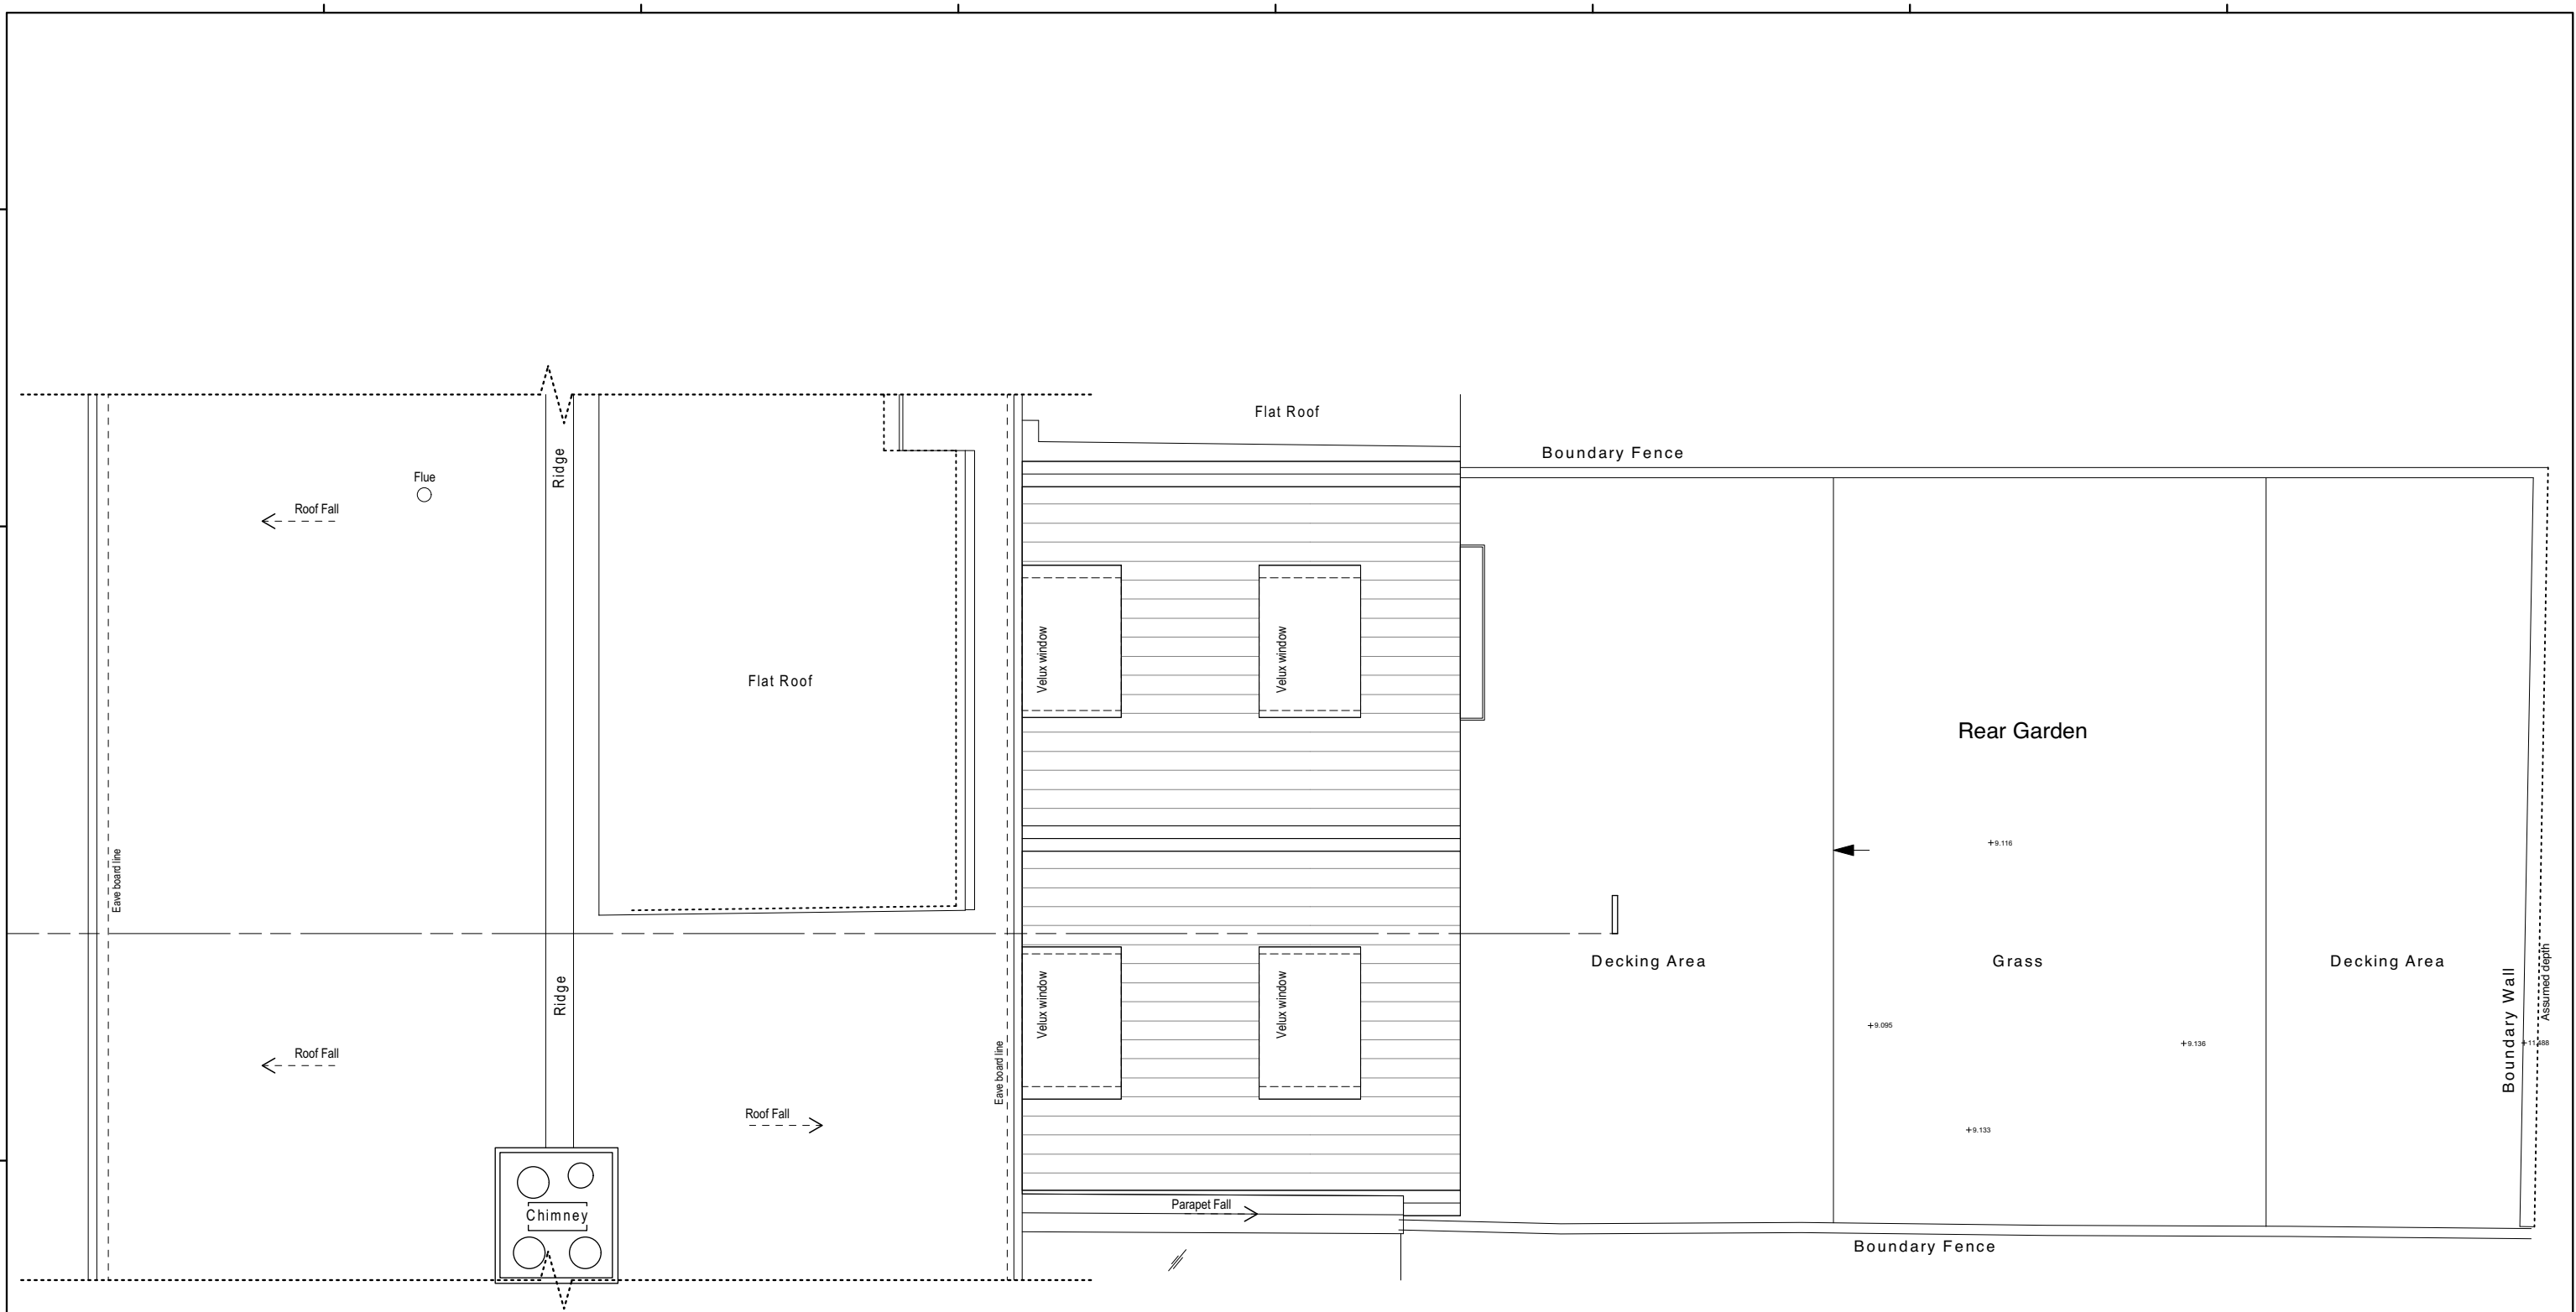 Flat Roof
Boundary Fence
Ridge
Flue
Roof Fall
Velux window
Velux window
Flat Roof
Rear Garden
+9.116
Eave board line
Decking Area
Grass
Decking Area
Boundary Wall
Assumed depth
Ridge
Velux window
Velux window
+9.095
+9.136
+11.488
Roof Fall
Eave board line
Roof Fall
+9.133
Parapet Fall
Chimney
Boundary Fence